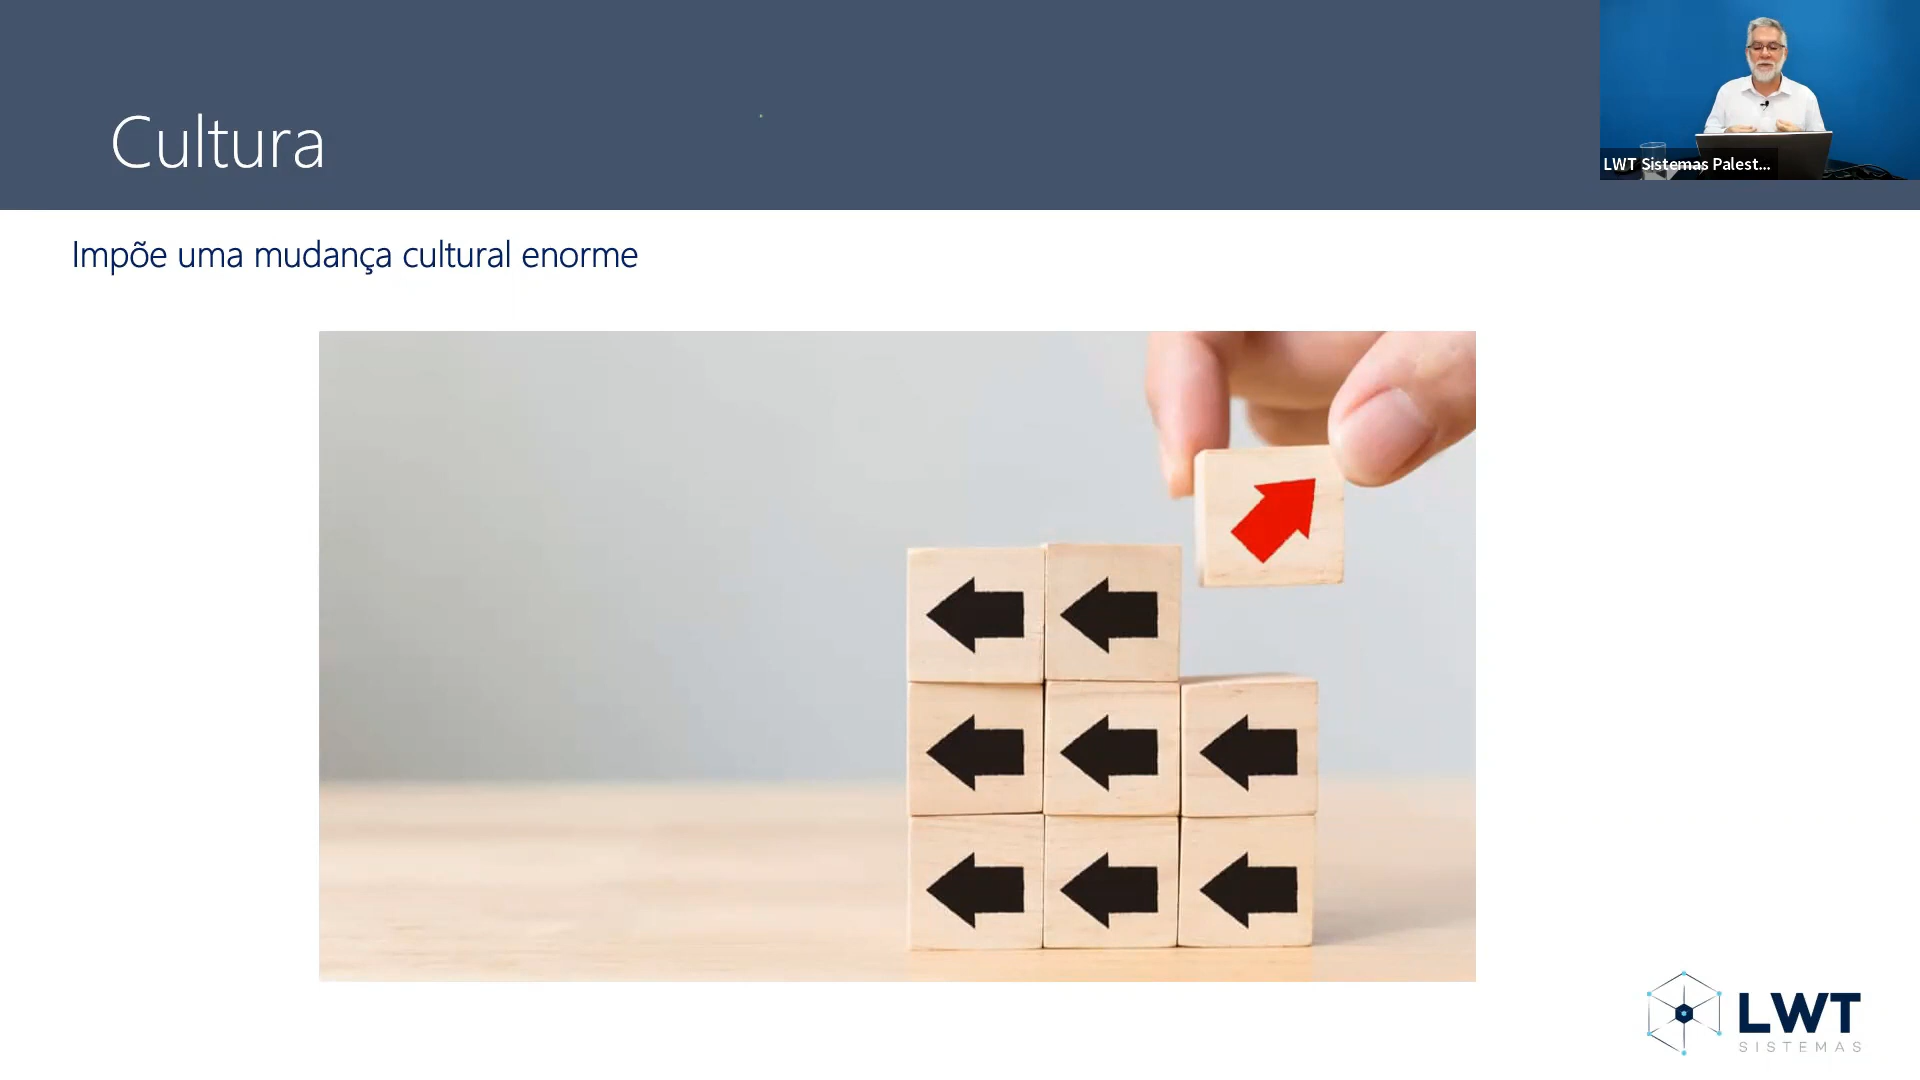 Cultura
LWT Sistemas Palest...
Impõe uma mudança cultural enorme
LWT
SISTEMAS